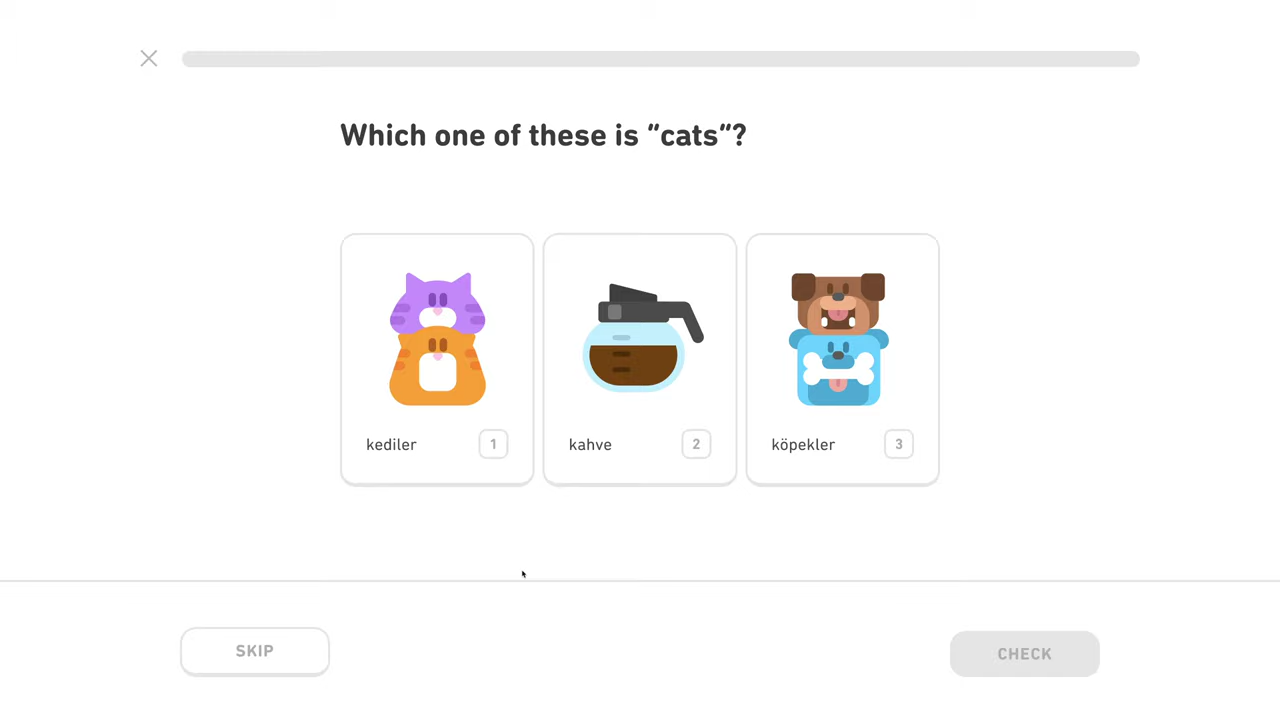 Which one of these is "cats"?
kediler 1
kahve 2
köpekler 3
SKIP
CHECK